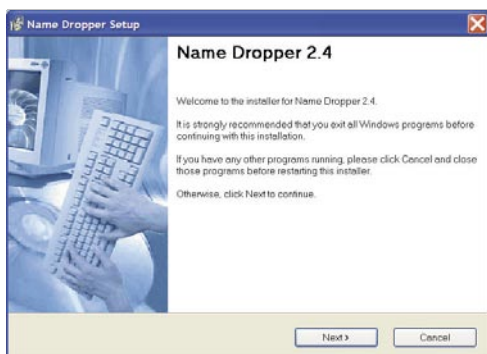 Name Dropper Setup
Name Dropper 2.4
Welcome to the installer for Name Dropper 2.4.
It is strongly recommended that you exit all Windows programs before
continuing with this installation.
If you have any other programs running, please click Cancel and close
those programs before restarting this installer.
Otherwise, click Next to continue.
Next >
Cancel